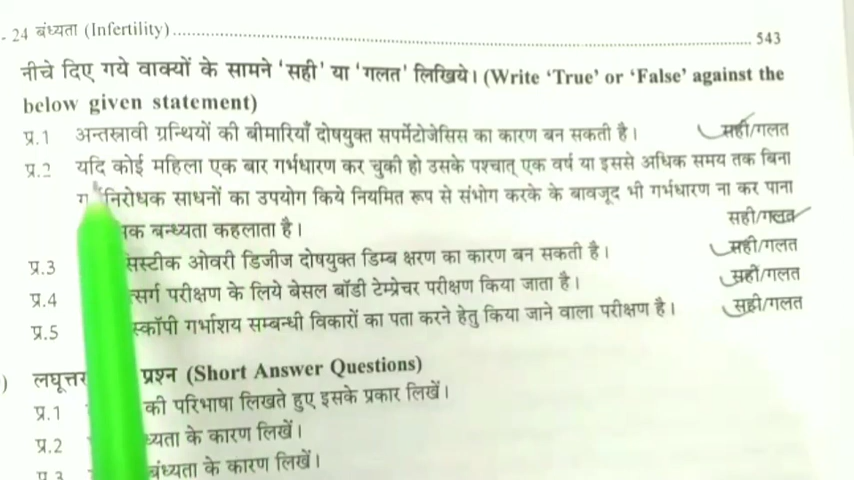 - 24 बंध्यता (Infertility) ........................ 543
नीचे दिए गये वाक्यों के सामने 'सही' या 'गलत' लिखिये। (Write 'True' or 'False' against the
below given statement)
प्र.1 अन्तस्रावी ग्रन्थियों की बीमारियाँ दोषयुक्त सपर्मेटोजेसिस का कारण बन सकती है। सही/गलत
प्र.2 यदि कोई महिला एक बार गर्भधारण कर चुकी हो उसके पश्चात् एक वर्ष या इससे अधिक समय तक बिना
निरोधक साधनों का उपयोग किये नियमित रूप से संभोग करके के बावजूद भी गर्भधारण ना कर पाना
क बन्ध्यता कहलाता है। सही/गलत
प्र.3 सिस्टीक ओवरी डिजीज दोषयुक्त डिम्ब क्षरण का कारण बन सकती है। सही/गलत
प्र.4 त्सर्ग परीक्षण के लिये बेसल बॉडी टेम्प्रेचर परीक्षण किया जाता है। सही/गलत
प्र.5 स्कॉपी गर्भाशय सम्बन्धी विकारों का पता करने हेतु किया जाने वाला परीक्षण है। सही/गलत
) लघूत्तर प्रश्न (Short Answer Questions)
प्र.1 की परिभाषा लिखते हुए इसके प्रकार लिखें।
प्र.2 ध्यता के कारण लिखें।
प्र.3 बंध्यता के कारण लिखें।